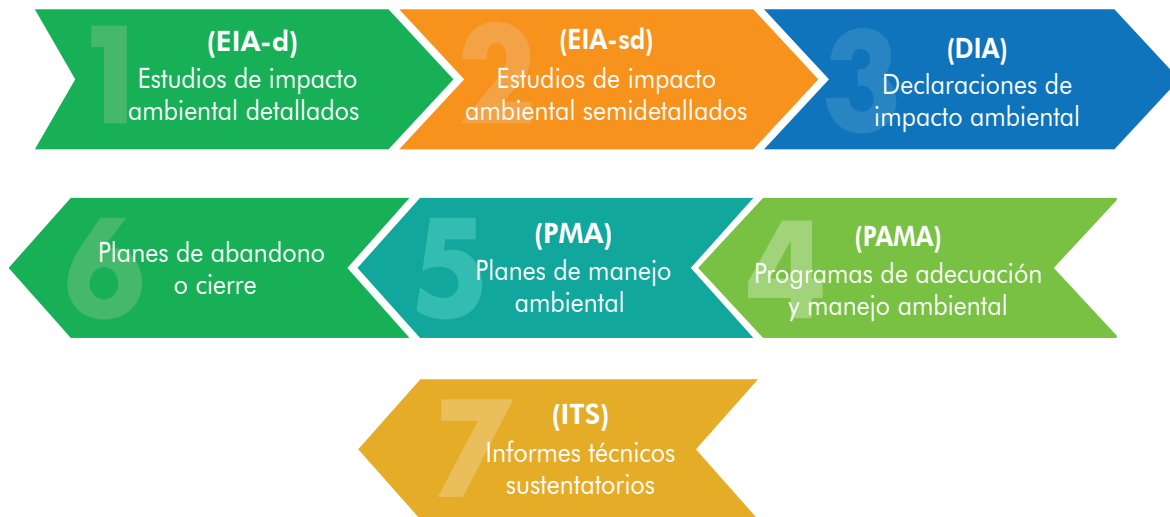 1
(EIA-d)
Estudios de impacto
ambiental detallados
2
(EIA-sd)
Estudios de impacto
ambiental semidetallados
3
(DIA)
Declaraciones de
impacto ambiental
4
(PAMA)
Programas de adecuación
y manejo ambiental
5
(PMA)
Planes de manejo
ambiental
6
Planes de abandono
o cierre
7
(ITS)
Informes técnicos
sustentatorios